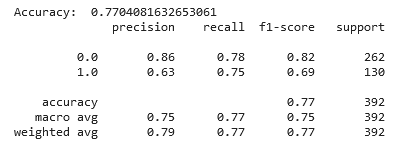 Accuracy:  0.7704081632653061
              precision    recall  f1-score   support

         0.0       0.86      0.78      0.82       262
         1.0       0.63      0.75      0.69       130

    accuracy                           0.77       392
   macro avg       0.75      0.77      0.75       392
weighted avg       0.79      0.77      0.77       392